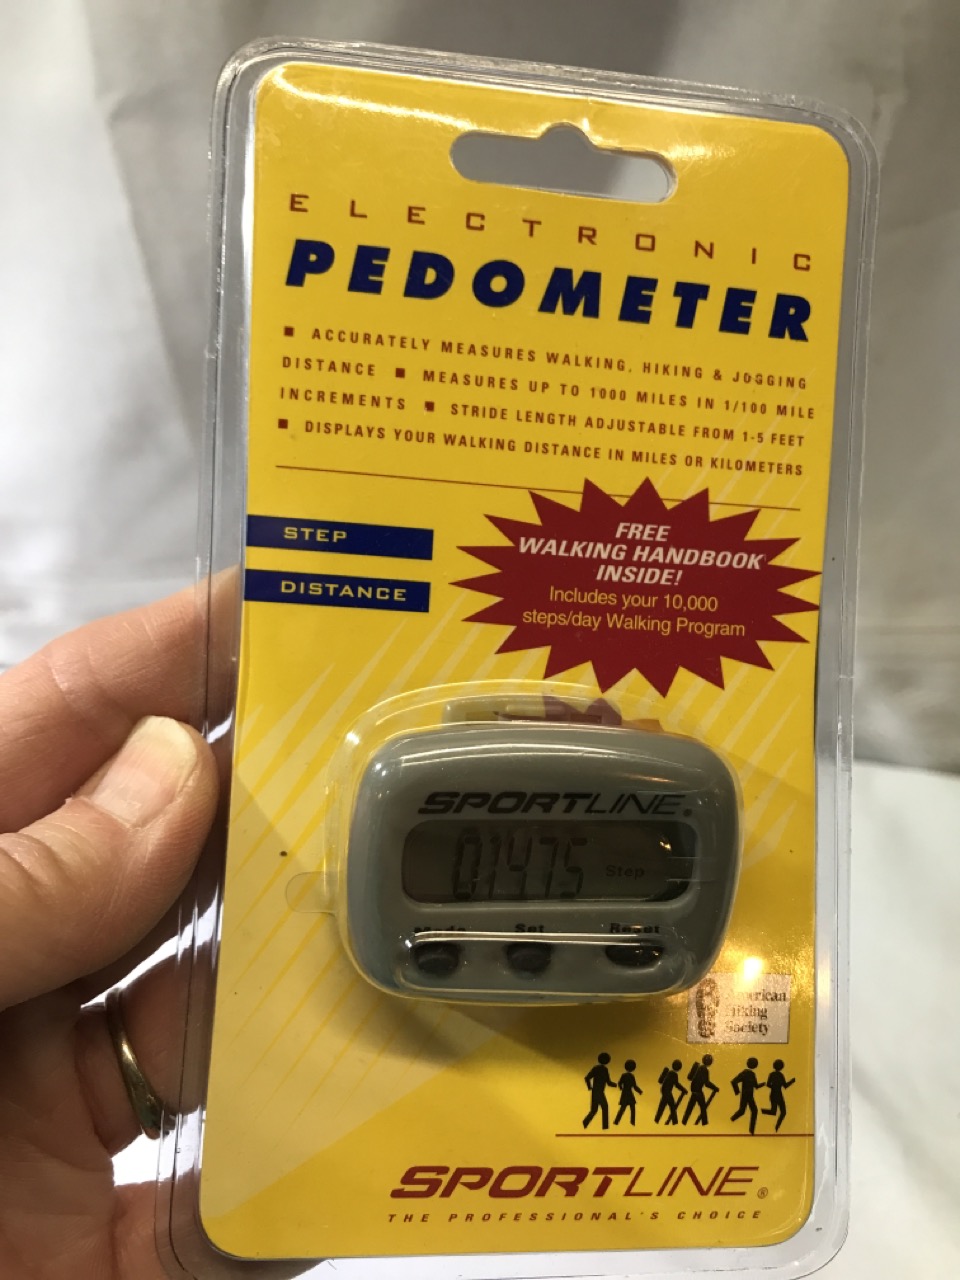 ELECTRONIC
PEDOMETER
■ ACCURATELY MEASURES WALKING, HIKING & JOGGING
DISTANCE ■ MEASURES UP TO 1'000 MILES IN 1/100 MILE
INCREMENTS ■ STRIDE LENGTH ADJUSTABLE FROM 1-5 FEET
■ DISPLAYS YOUR WALKING DISTANCE IN MILES OR KILOMETERS
STEP
DISTANCE
FREE
WALKING HANDBOOK
INSIDE!
Includes your 10,000
steps/day Walking Program
SPORTLINE®
01475 Step
Mode Set Reset
American
Hiking
Society
SPORTLINE®
THE PROFESSIONAL'S CHOICE